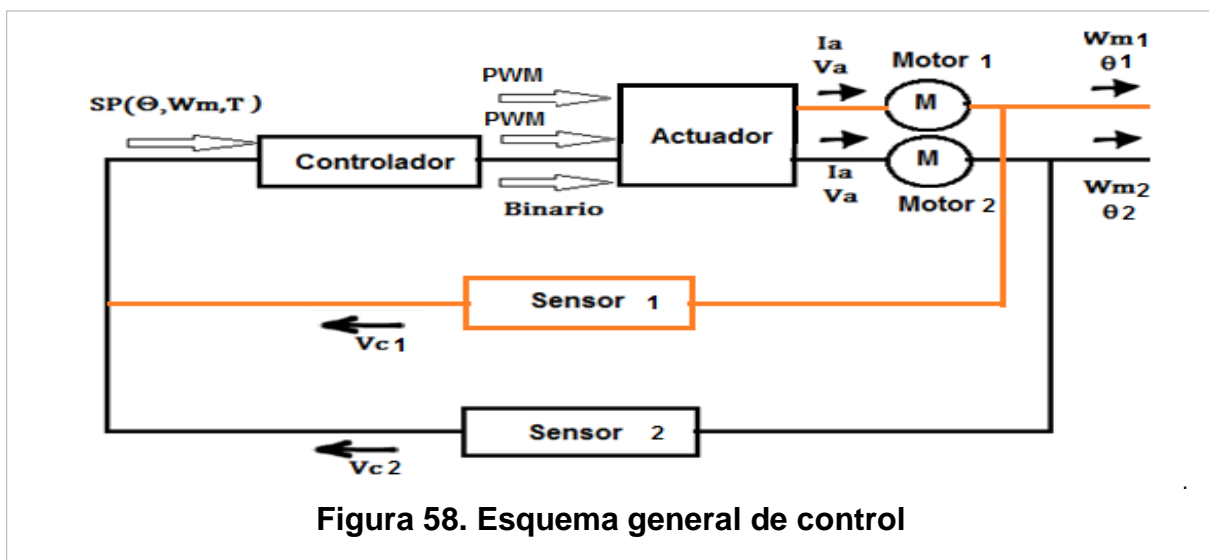 SP(Θ,Wm,T )
Controlador
PWM
PWM
Binario
Actuador
Ia
Va
Motor 1
M
Wm1
θ1
M
Ia
Va
Motor 2
Wm2
θ2
Sensor 1
Vc1
Sensor 2
Vc2
.
Figura 58. Esquema general de control